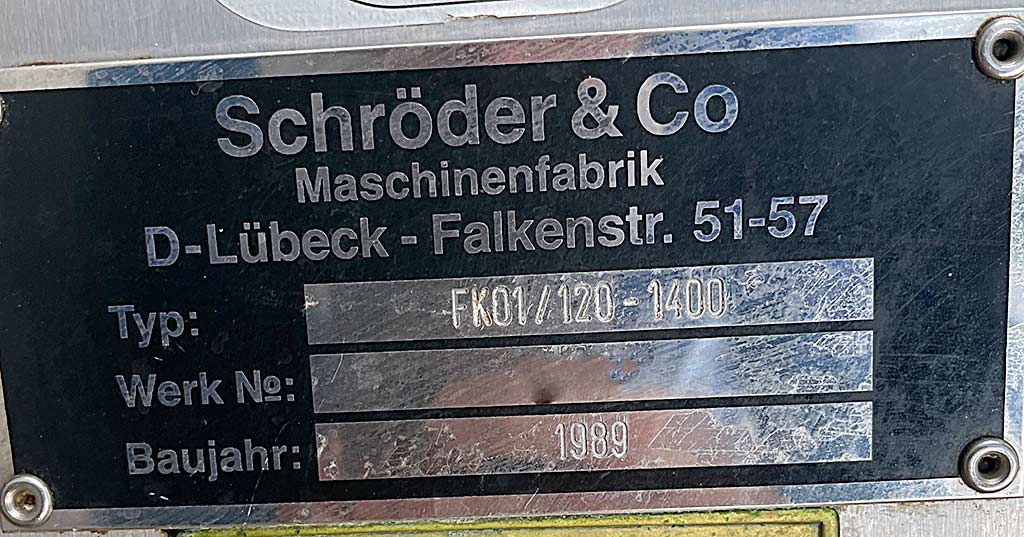 Schröder & Co
Maschinenfabrik
D-Lübeck - Falkenstr. 51-57
Typ: FK01/120-1400
Werk №:
Baujahr: 1989